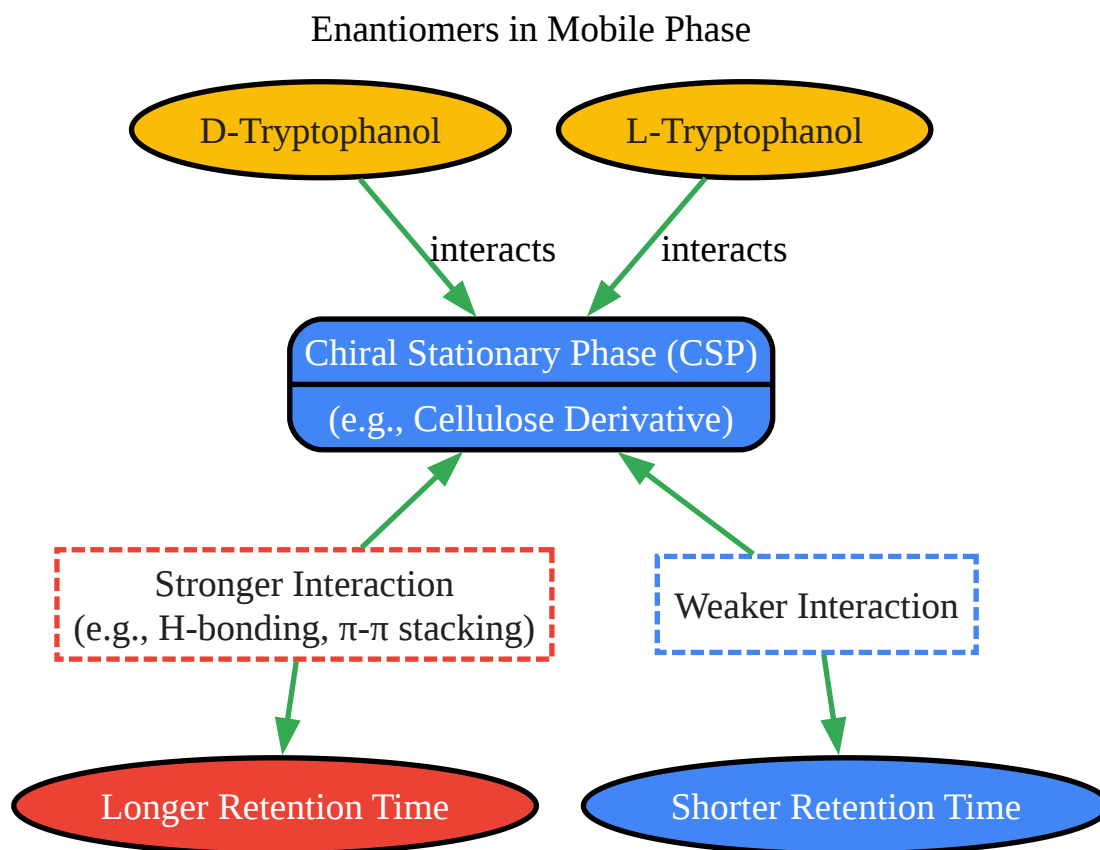 Enantiomers in Mobile Phase
D-Tryptophanol
L-Tryptophanol
interacts
interacts
Chiral Stationary Phase (CSP)
(e.g., Cellulose Derivative)
Stronger Interaction
(e.g., H-bonding, π-π stacking)
Weaker Interaction
Longer Retention Time
Shorter Retention Time